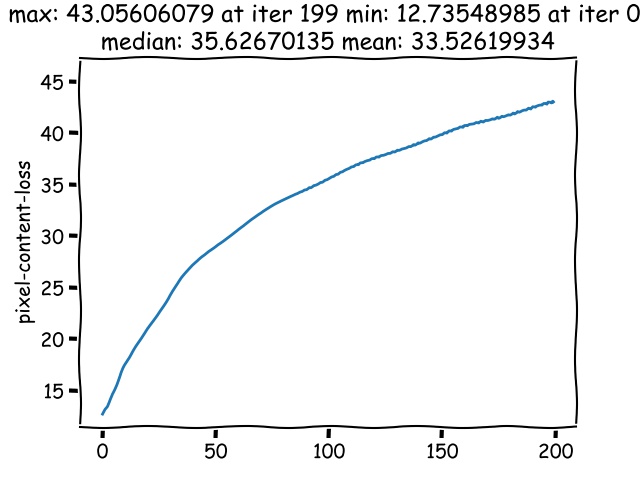 max: 43.05606079 at iter 199 min: 12.73548985 at iter 0
median: 35.62670135 mean: 33.52619934
45
40
35
30
25
20
15
pixel-content-loss
0 50 100 150 200